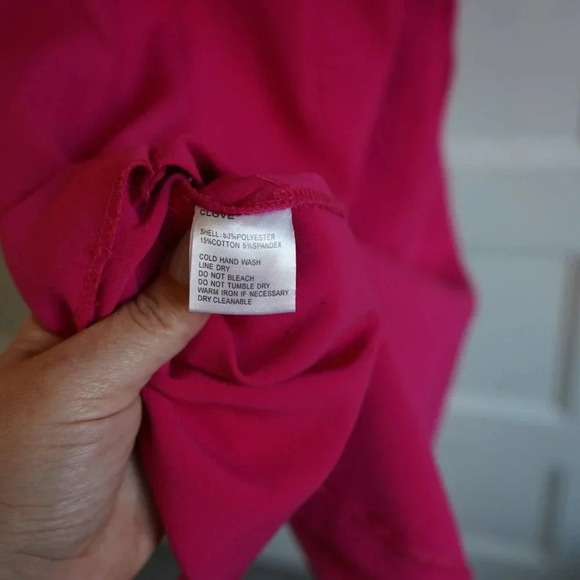 CLOVE
SHELL:80%POLYESTER
15%COTTON 5%SPANDEX
COLD HAND WASH
LINE DRY
DO NOT BLEACH
DO NOT TUMBLE DRY
WARM IRON IF NECESSARY
DRY CLEANABLE